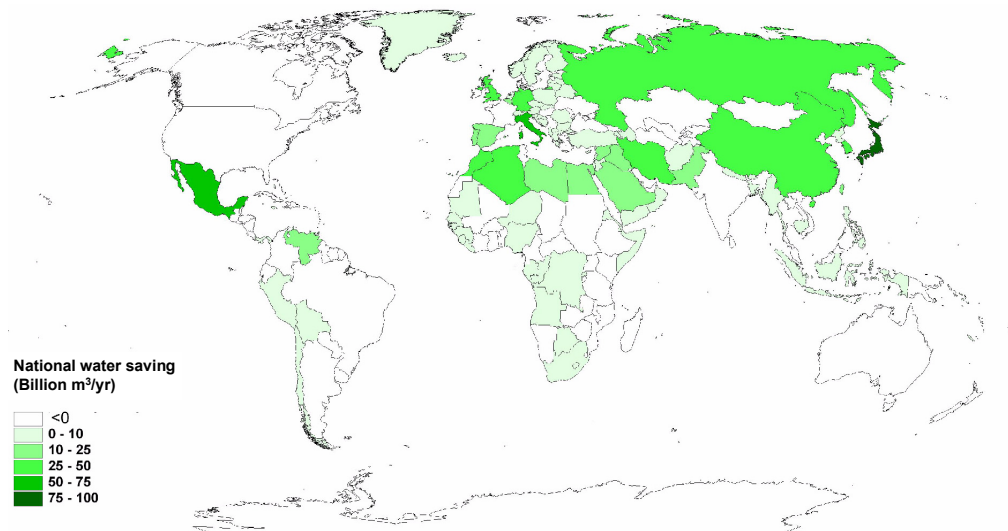 National water saving
(Billion m³/yr)
<0
0 - 10
10 - 25
25 - 50
50 - 75
75 - 100